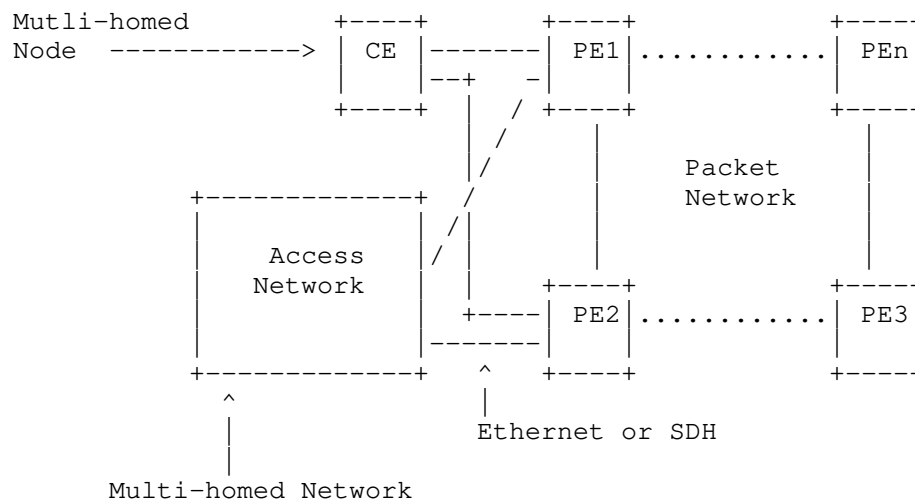 Mutli-homed
Node ------------> CE PE1 PEn
Packet
Network
Access
Network
PE2 PE3
Ethernet or SDH
Multi-homed Network